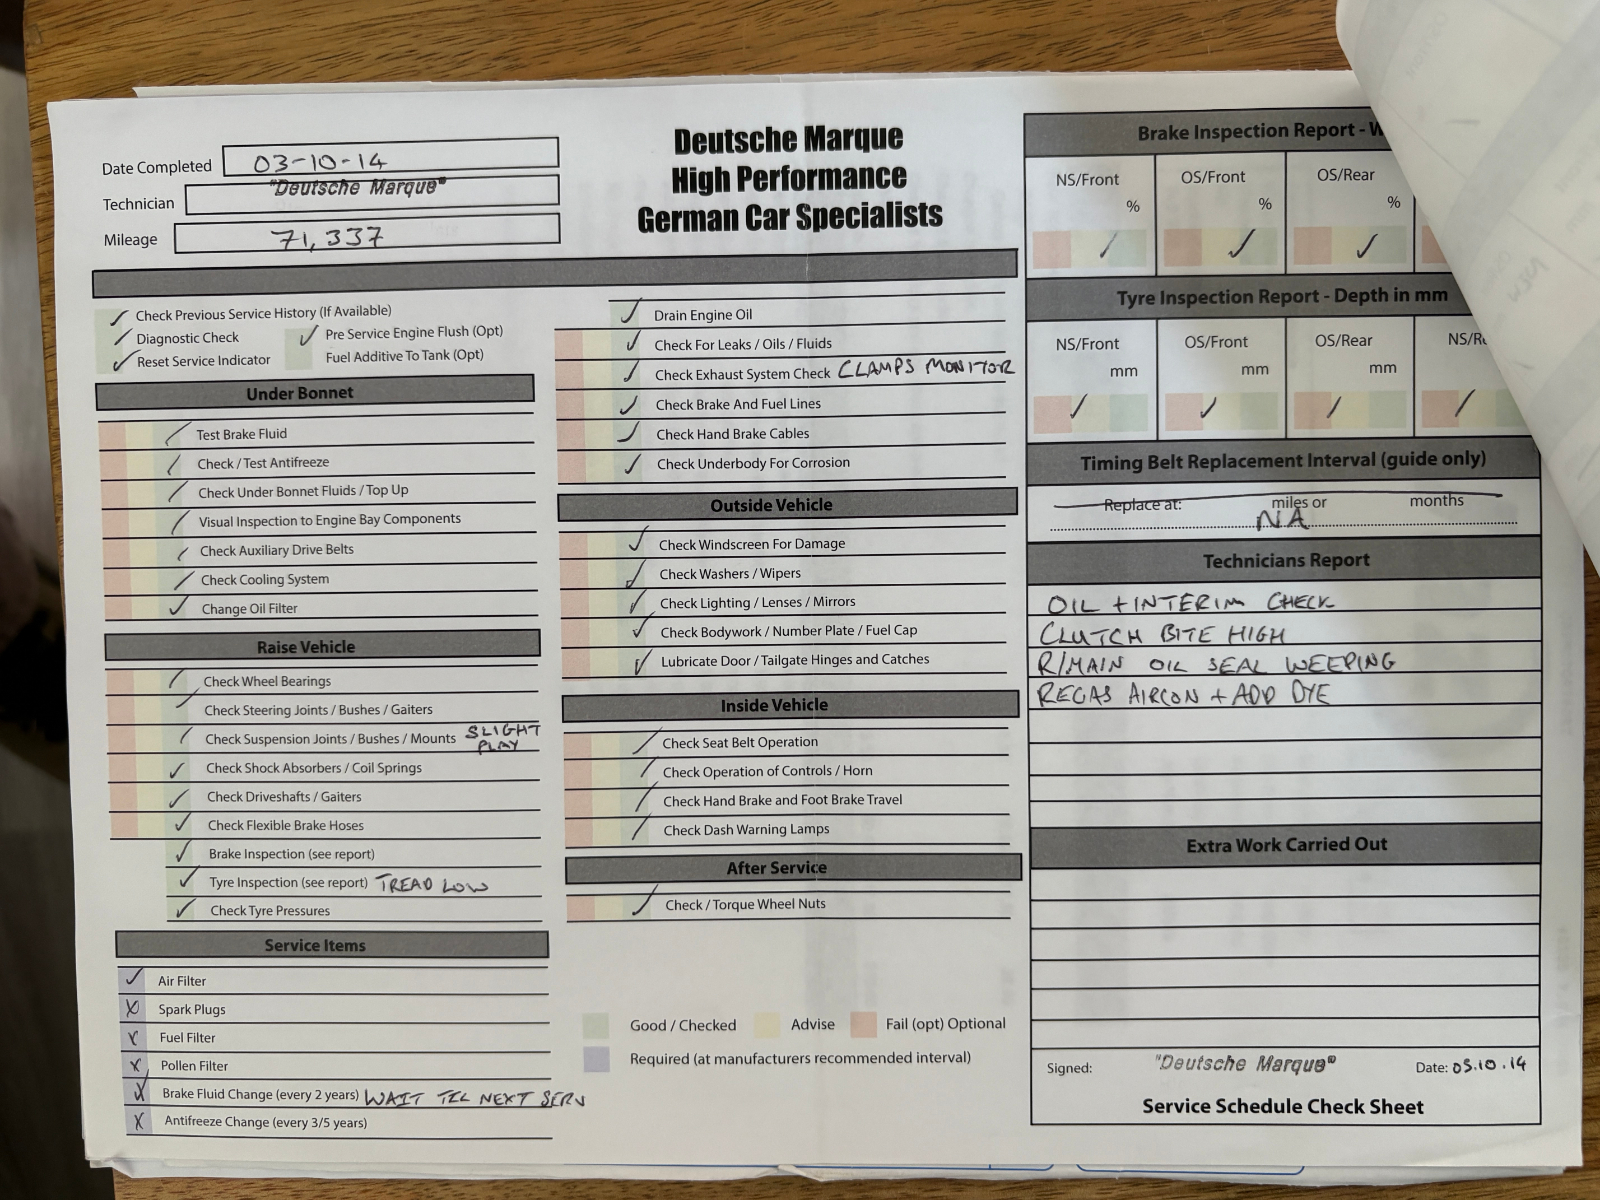 Date Completed 03-10-14
Technician "Deutsche Marque"
Mileage 71,337
Deutsche Marque
High Performance
German Car Specialists
Check Previous Service History (If Available)
Diagnostic Check
Pre Service Engine Flush (Opt)
Reset Service Indicator
Fuel Additive To Tank (Opt)
Under Bonnet
Test Brake Fluid
Check / Test Antifreeze
Check Under Bonnet Fluids / Top Up
Visual Inspection to Engine Bay Components
Check Auxiliary Drive Belts
Check Cooling System
Change Oil Filter
Raise Vehicle
Check Wheel Bearings
Check Steering Joints / Bushes / Gaiters
Check Suspension Joints / Bushes / Mounts SLIGHT
PLAY
Check Shock Absorbers / Coil Springs
Check Driveshafts / Gaiters
Check Flexible Brake Hoses
Brake Inspection (see report)
Tyre Inspection (see report) TREAD LOW
Check Tyre Pressures
Service Items
Air Filter
Spark Plugs
Fuel Filter
Pollen Filter
Brake Fluid Change (every 2 years) WAIT TIL NEXT SERV
Antifreeze Change (every 3/5 years)
Drain Engine Oil
Check For Leaks / Oils / Fluids
Check Exhaust System Check CLAMPS MONITOR
Check Brake And Fuel Lines
Check Hand Brake Cables
Check Underbody For Corrosion
Outside Vehicle
Check Windscreen For Damage
Check Washers / Wipers
Check Lighting / Lenses / Mirrors
Check Bodywork / Number Plate / Fuel Cap
Lubricate Door / Tailgate Hinges and Catches
Inside Vehicle
Check Seat Belt Operation
Check Operation of Controls / Horn
Check Hand Brake and Foot Brake Travel
Check Dash Warning Lamps
After Service
Check / Torque Wheel Nuts
Good / Checked Advise Fail (opt) Optional
Required (at manufacturers recommended interval)
Brake Inspection Report -
NS/Front OS/Front OS/Rear
% % %
Tyre Inspection Report - Depth in mm
NS/Front OS/Front OS/Rear NS/R
mm mm mm
Timing Belt Replacement Interval (guide only)
Replace at: miles or months
NA
Technicians Report
OIL + INTERIM CHECK
CLUTCH BITE HIGH
R/MAIN OIL SEAL WEEPING
REGAS AIRCON + ADD DYE
Extra Work Carried Out
Signed: "Deutsche Marque" Date: 03.10.14
Service Schedule Check Sheet